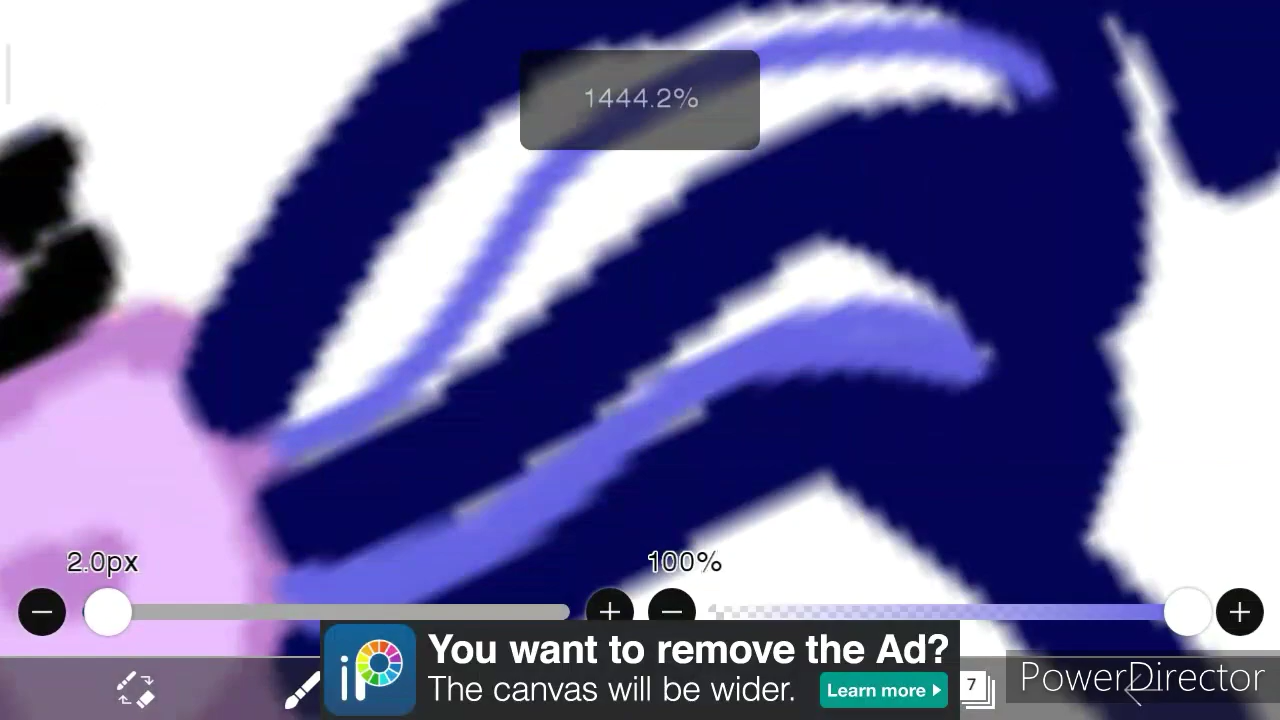 1444.2%
2.0px
100%
iP
You want to remove the Ad?
The canvas will be wider.
Learn more
7
PowerDirector